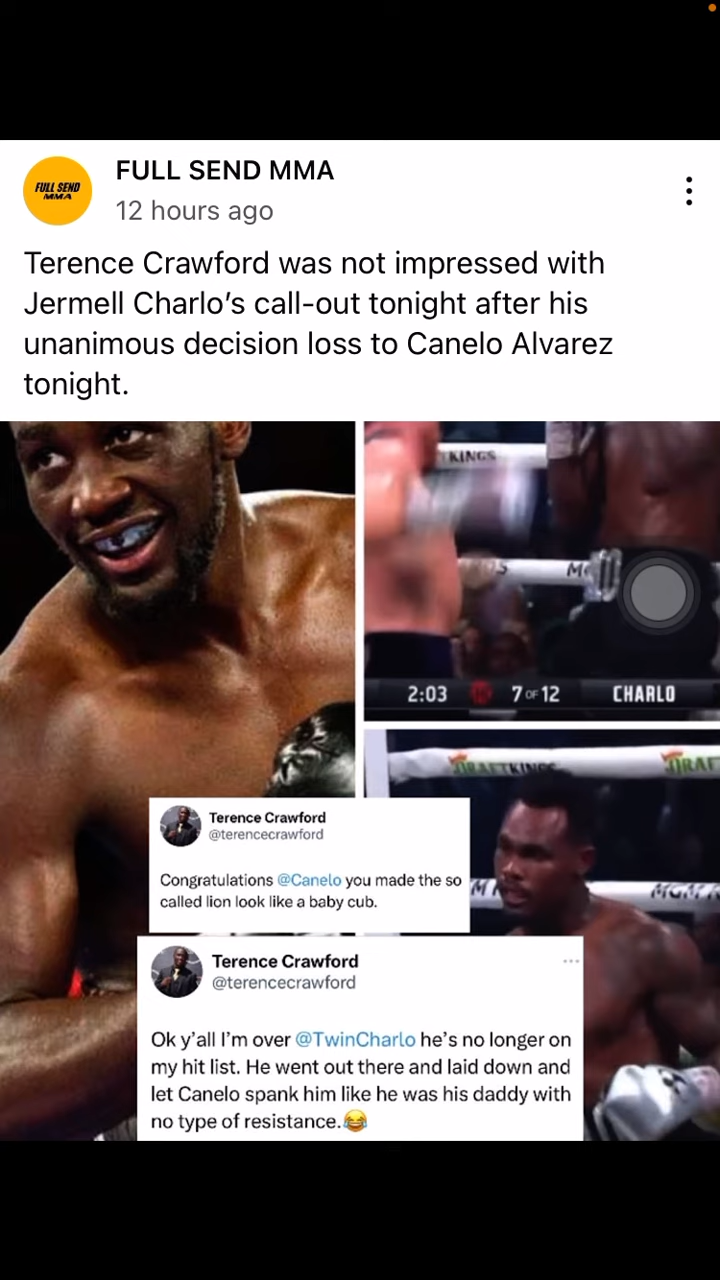 FULL SEND
MMA
FULL SEND MMA
12 hours ago
Terence Crawford was not impressed with
Jermell Charlo’s call-out tonight after his
unanimous decision loss to Canelo Alvarez
tonight.
KINGS
2:03
7 OF 12
CHARLO
DRAFTKINGS
Terence Crawford
@terencecrawford
Congratulations @Canelo you made the so
called lion look like a baby cub.
Terence Crawford
@terencecrawford
Ok y’all I’m over @TwinCharlo he’s no longer on
my hit list. He went out there and laid down and
let Canelo spank him like he was his daddy with
no type of resistance.😂